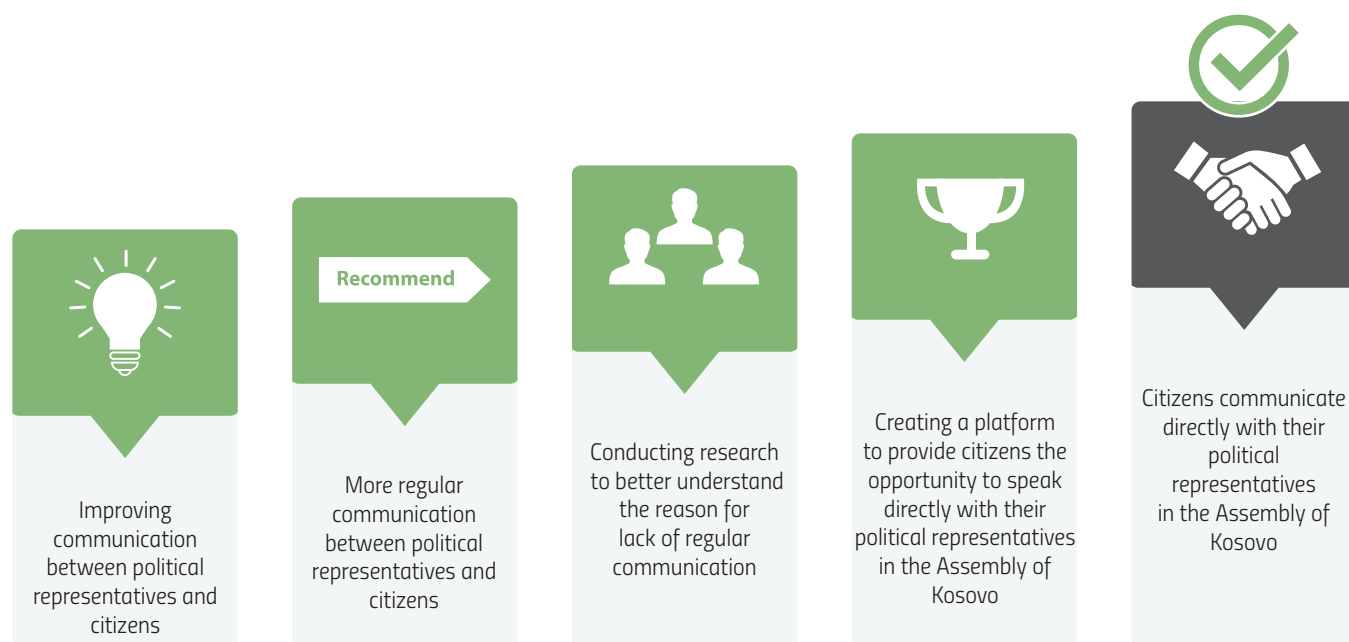 Improving
communication
between political
representatives and
citizens
Recommend
More regular
communication
between political
representatives and
citizens
Conducting research
to better understand
the reason for
lack of regular
communication
Creating a platform
to provide citizens the
opportunity to speak
directly with their
political representatives
in the Assembly of
Kosovo
Citizens communicate
directly with their
political
representatives
in the Assembly of
Kosovo